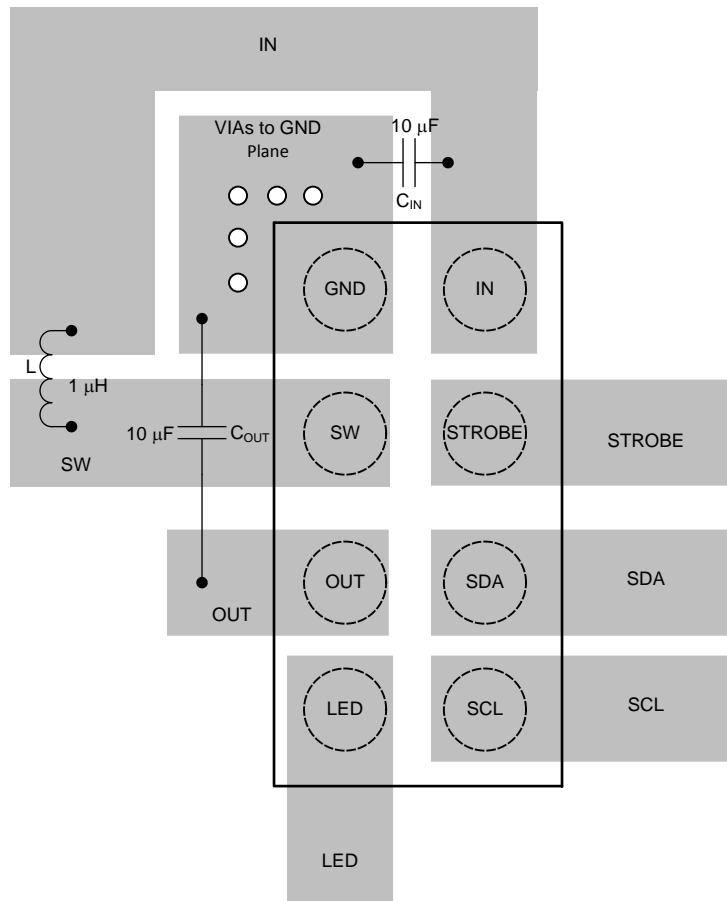 IN
VIAs to GND
Plane
10 μF
C_IN
GND
IN
L
1 μH
10 μF
C_OUT
SW
STROBE
STROBE
SW
OUT
SDA
SDA
OUT
LED
SCL
SCL
LED